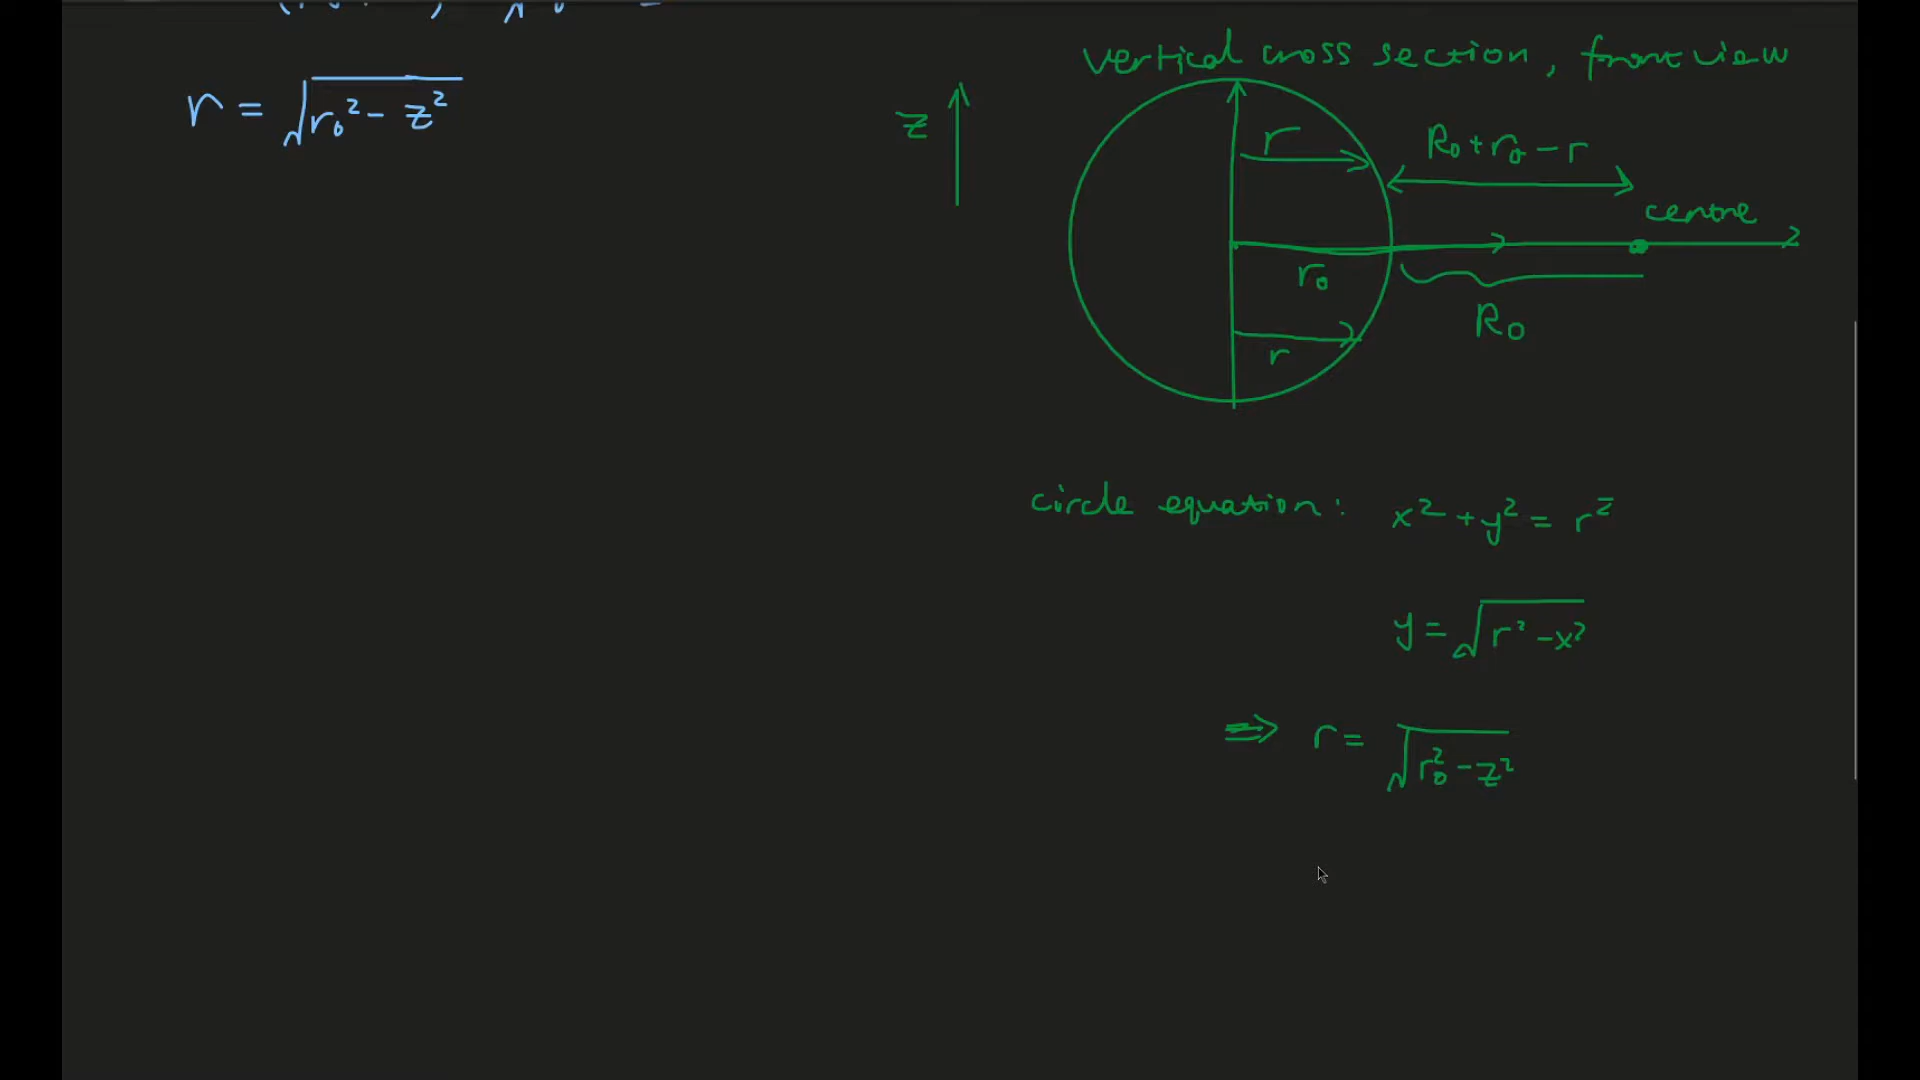 r = √(r₀² − z²)
vertical cross section, front view
z
r
R₀ + r₀ − r
centre
r₀
R₀
r
circle equation: x² + y² = r²
y = √(r² − x²)
⇒ r = √(r₀² − z²)